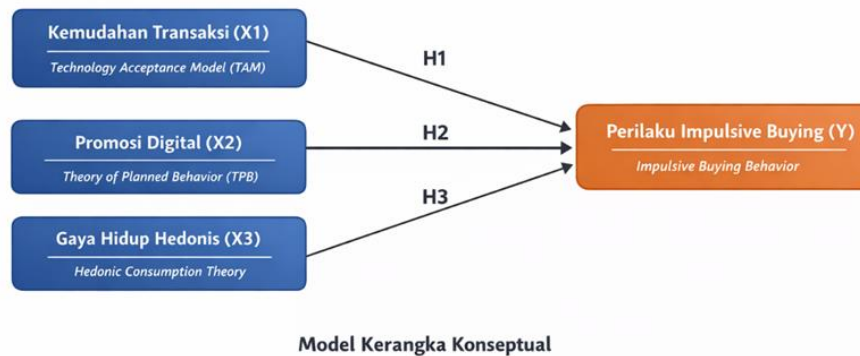 Kemudahan Transaksi (X1)
Technology Acceptance Model (TAM)
H1
Promosi Digital (X2)
Theory of Planned Behavior (TPB)
H2
Perilaku Impulsive Buying (Y)
Impulsive Buying Behavior
Gaya Hidup Hedonis (X3)
Hedonic Consumption Theory
H3
Model Kerangka Konseptual